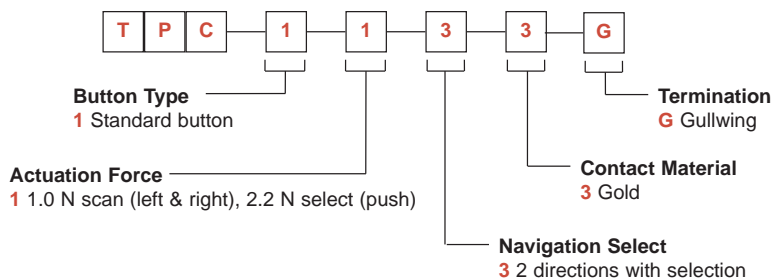 T P C 1 1 3 3 G
Button Type
1 Standard button
Termination
G Gullwing
Actuation Force
1 1.0 N scan (left & right), 2.2 N select (push)
Contact Material
3 Gold
Navigation Select
3 2 directions with selection